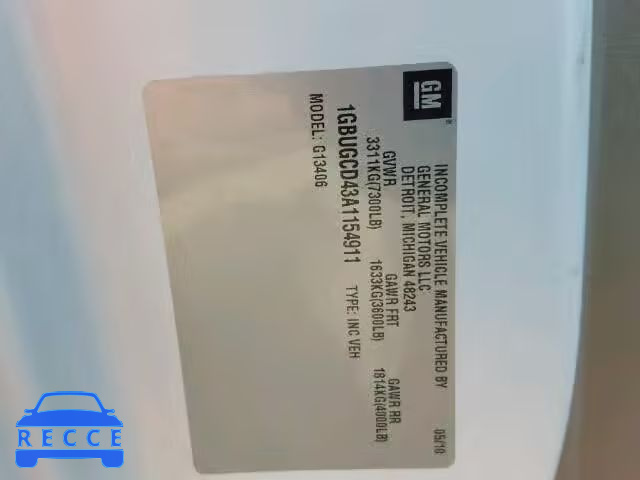 GM
INCOMPLETE VEHICLE MANUFACTURED BY
GENERAL MOTORS LLC
DETROIT, MICHIGAN 48243
05/10
GVWR GAWR FRT GAWR RR
3311KG(7300LB) 1633KG(3600LB) 1814KG(4000LB)
1GBUGCD43A1154911 TYPE: INC VEH
MODEL: G13406
RECCE